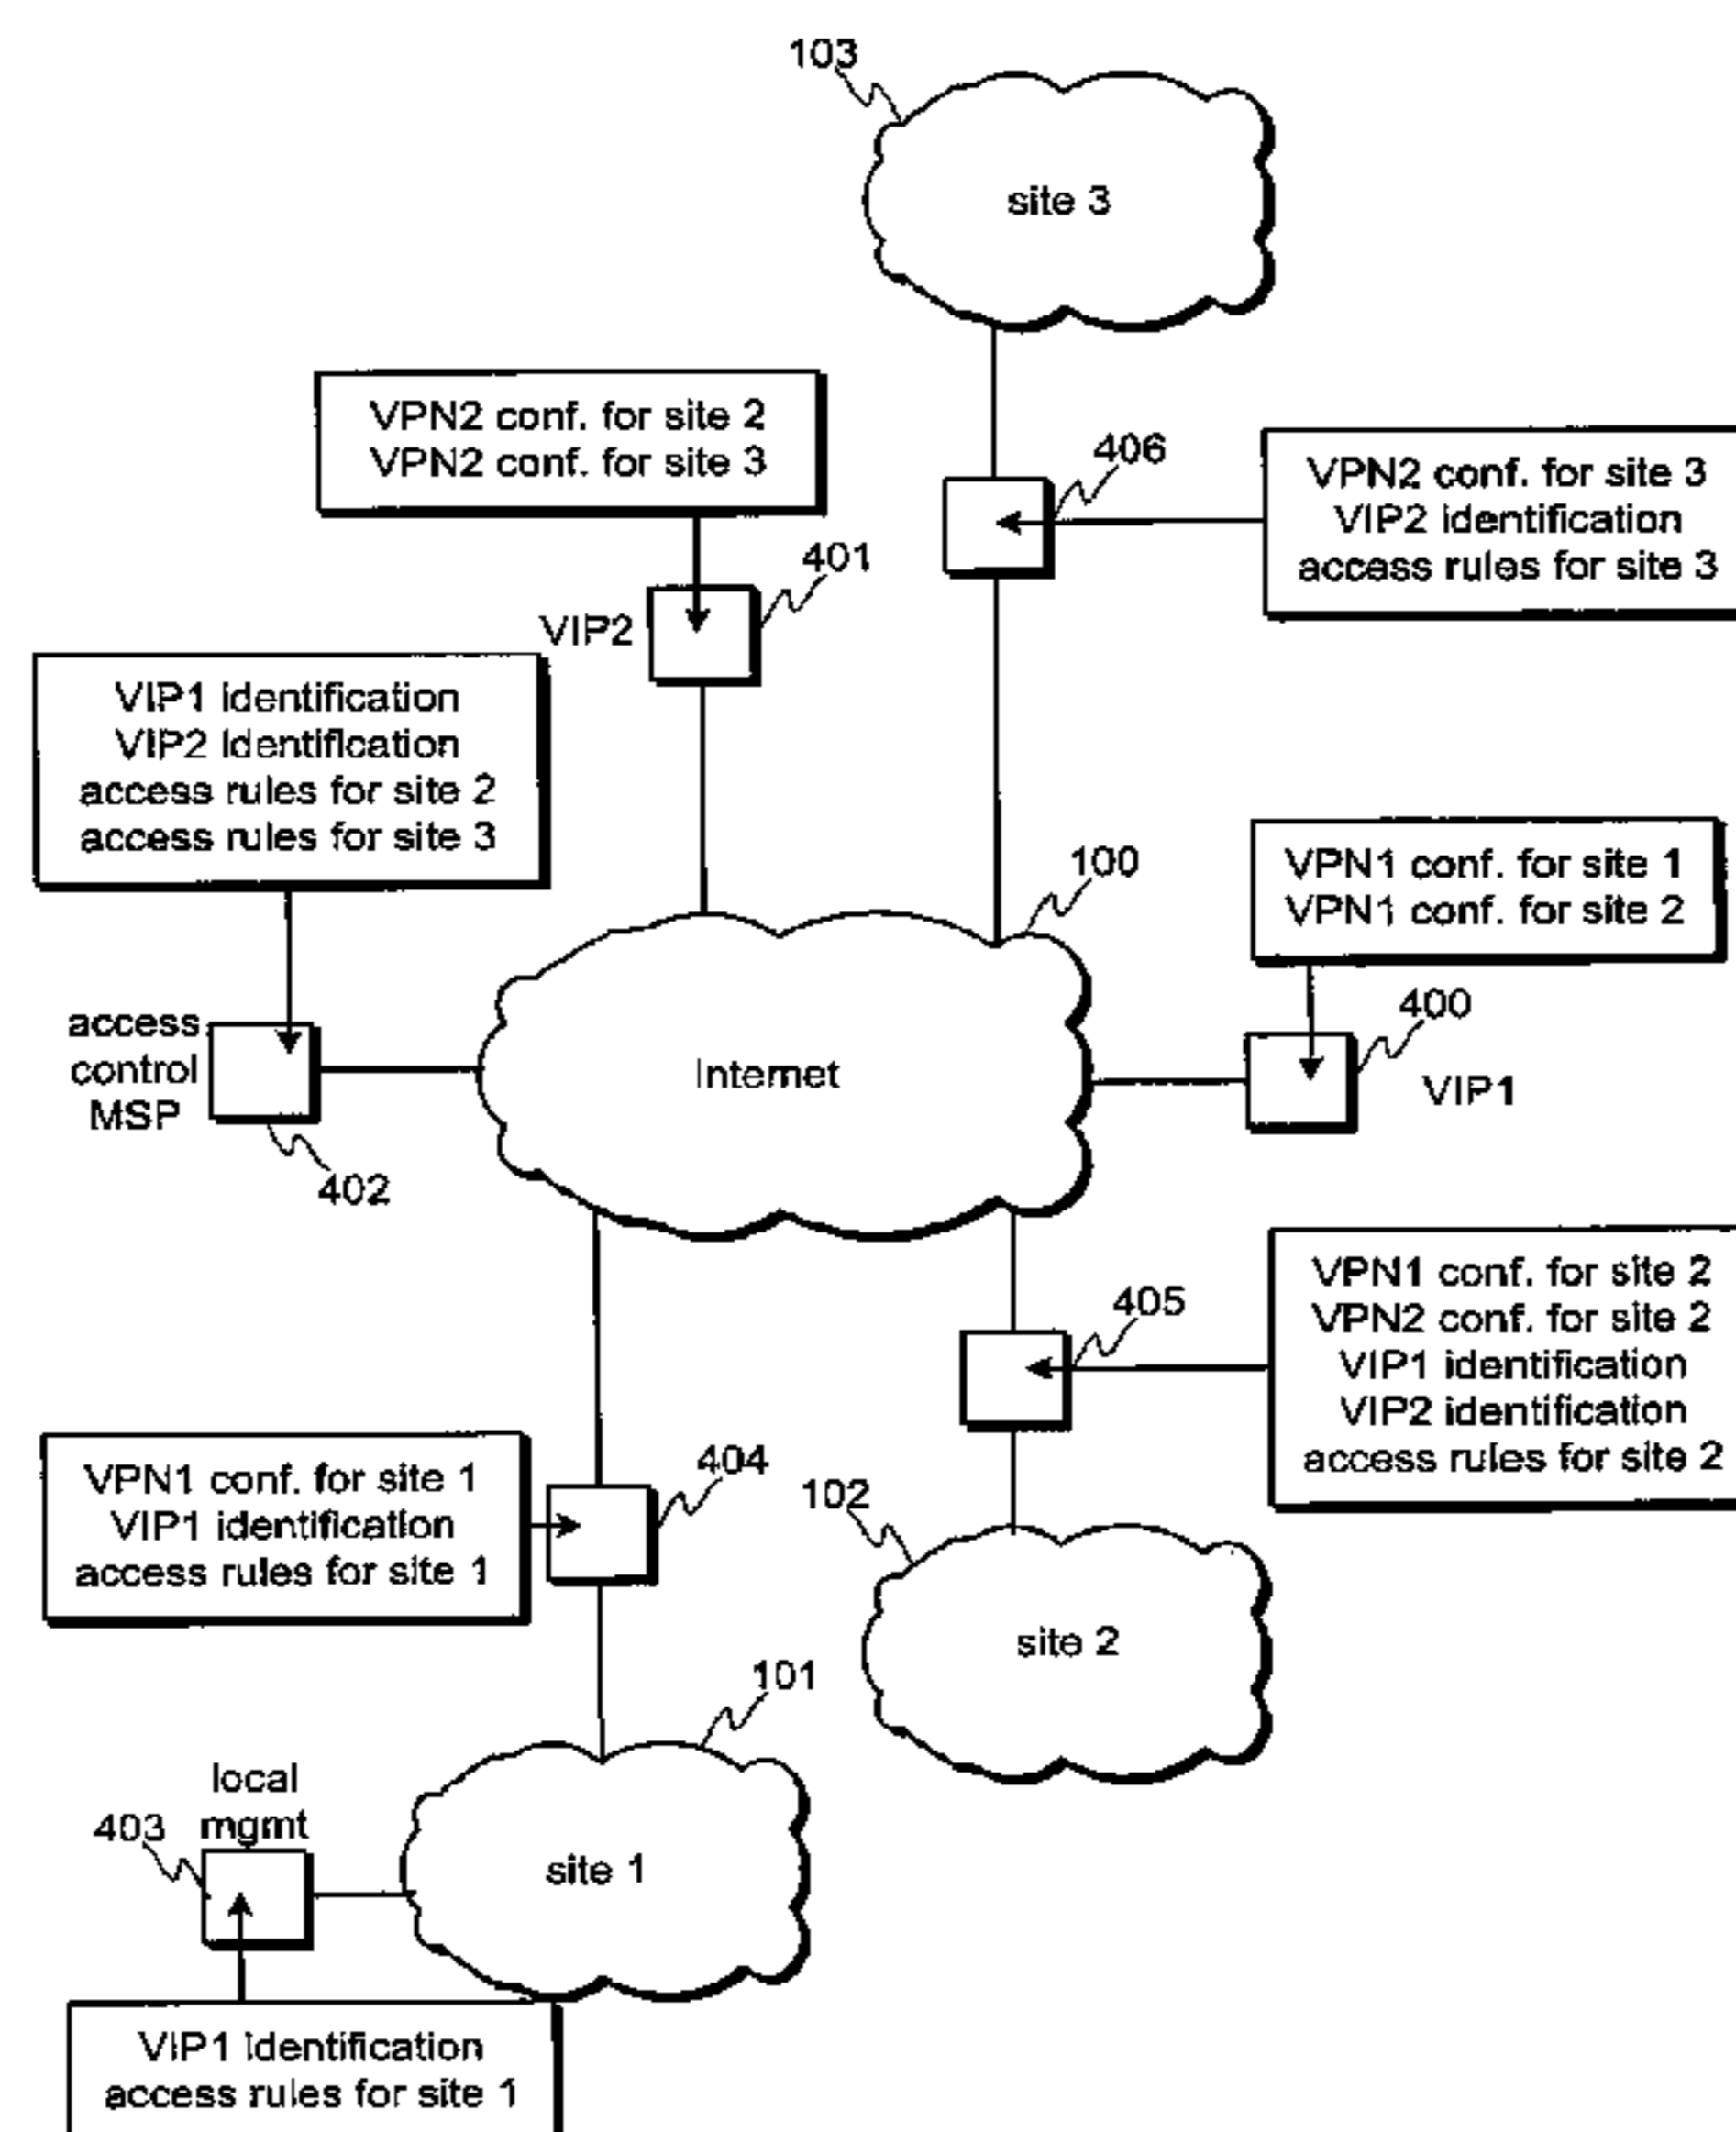 103
site 3
VPN2 conf. for site 2
VPN2 conf. for site 3
406
VPN2 conf. for site 3
VIP2 identification
access rules for site 3
401
VIP2
VIP1 identification
VIP2 identification
access rules for site 2
access rules for site 3
100
VPN1 conf. for site 1
VPN1 conf. for site 2
400
VIP1
access
control
MSP
402
Internet
VPN1 conf. for site 2
VPN2 conf. for site 2
VIP1 identification
VIP2 identification
access rules for site 2
405
VPN1 conf. for site 1
VIP1 identification
access rules for site 1
404
102
site 2
101
local
mgmt
403
site 1
VIP1 identification
access rules for site 1